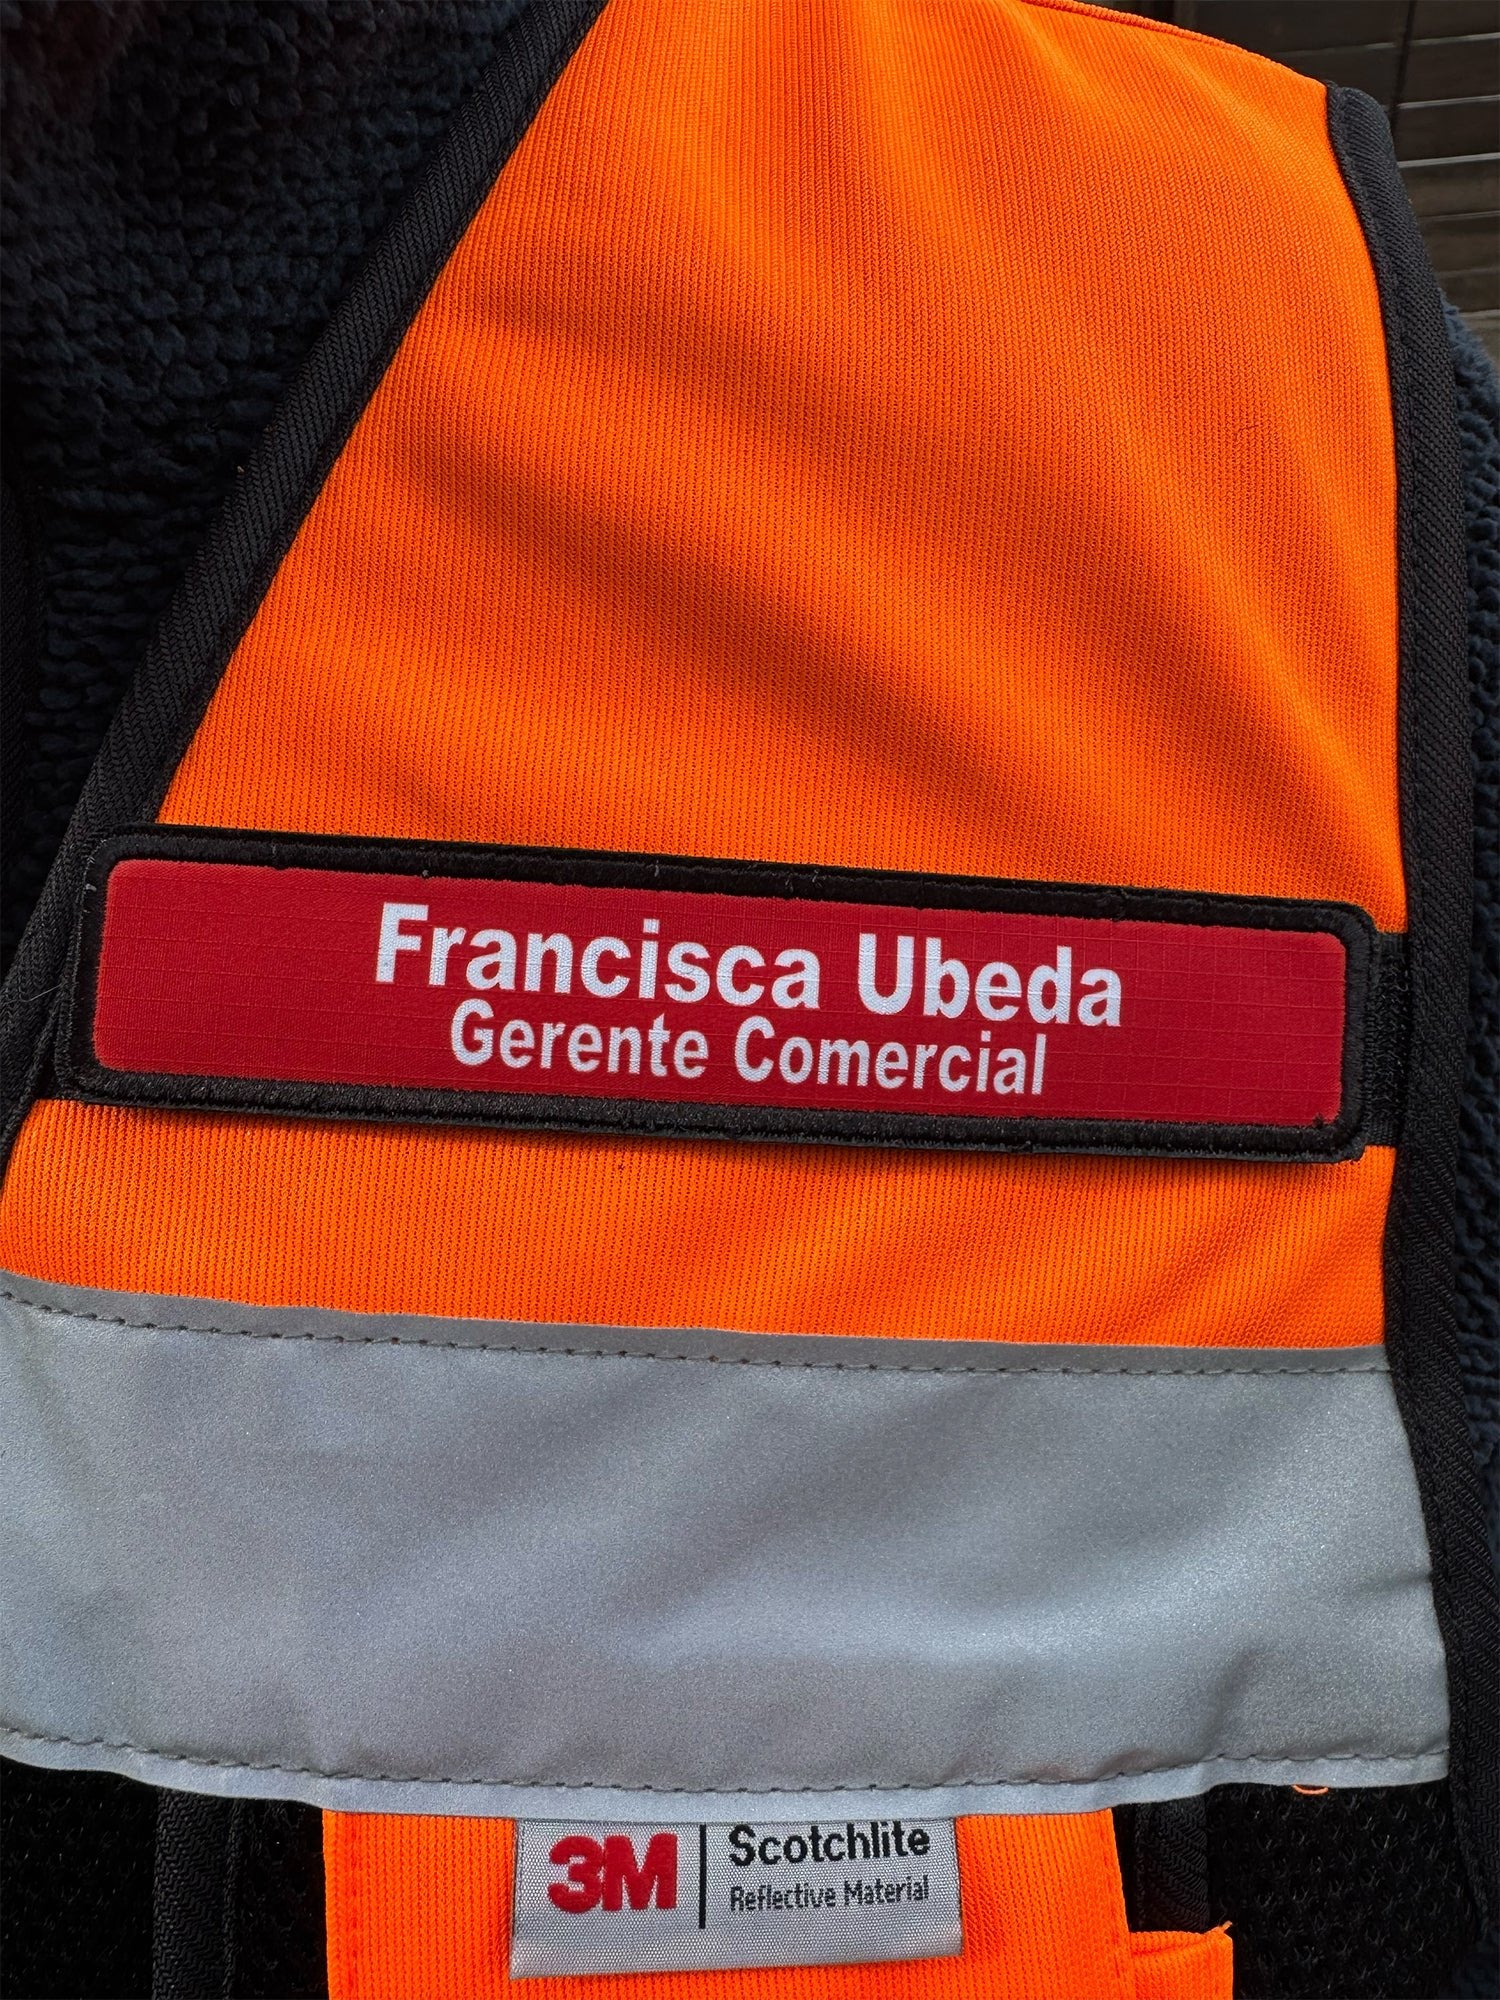 Francisca Ubeda
Gerente Comercial
3M Scotchlite
Reflective Material